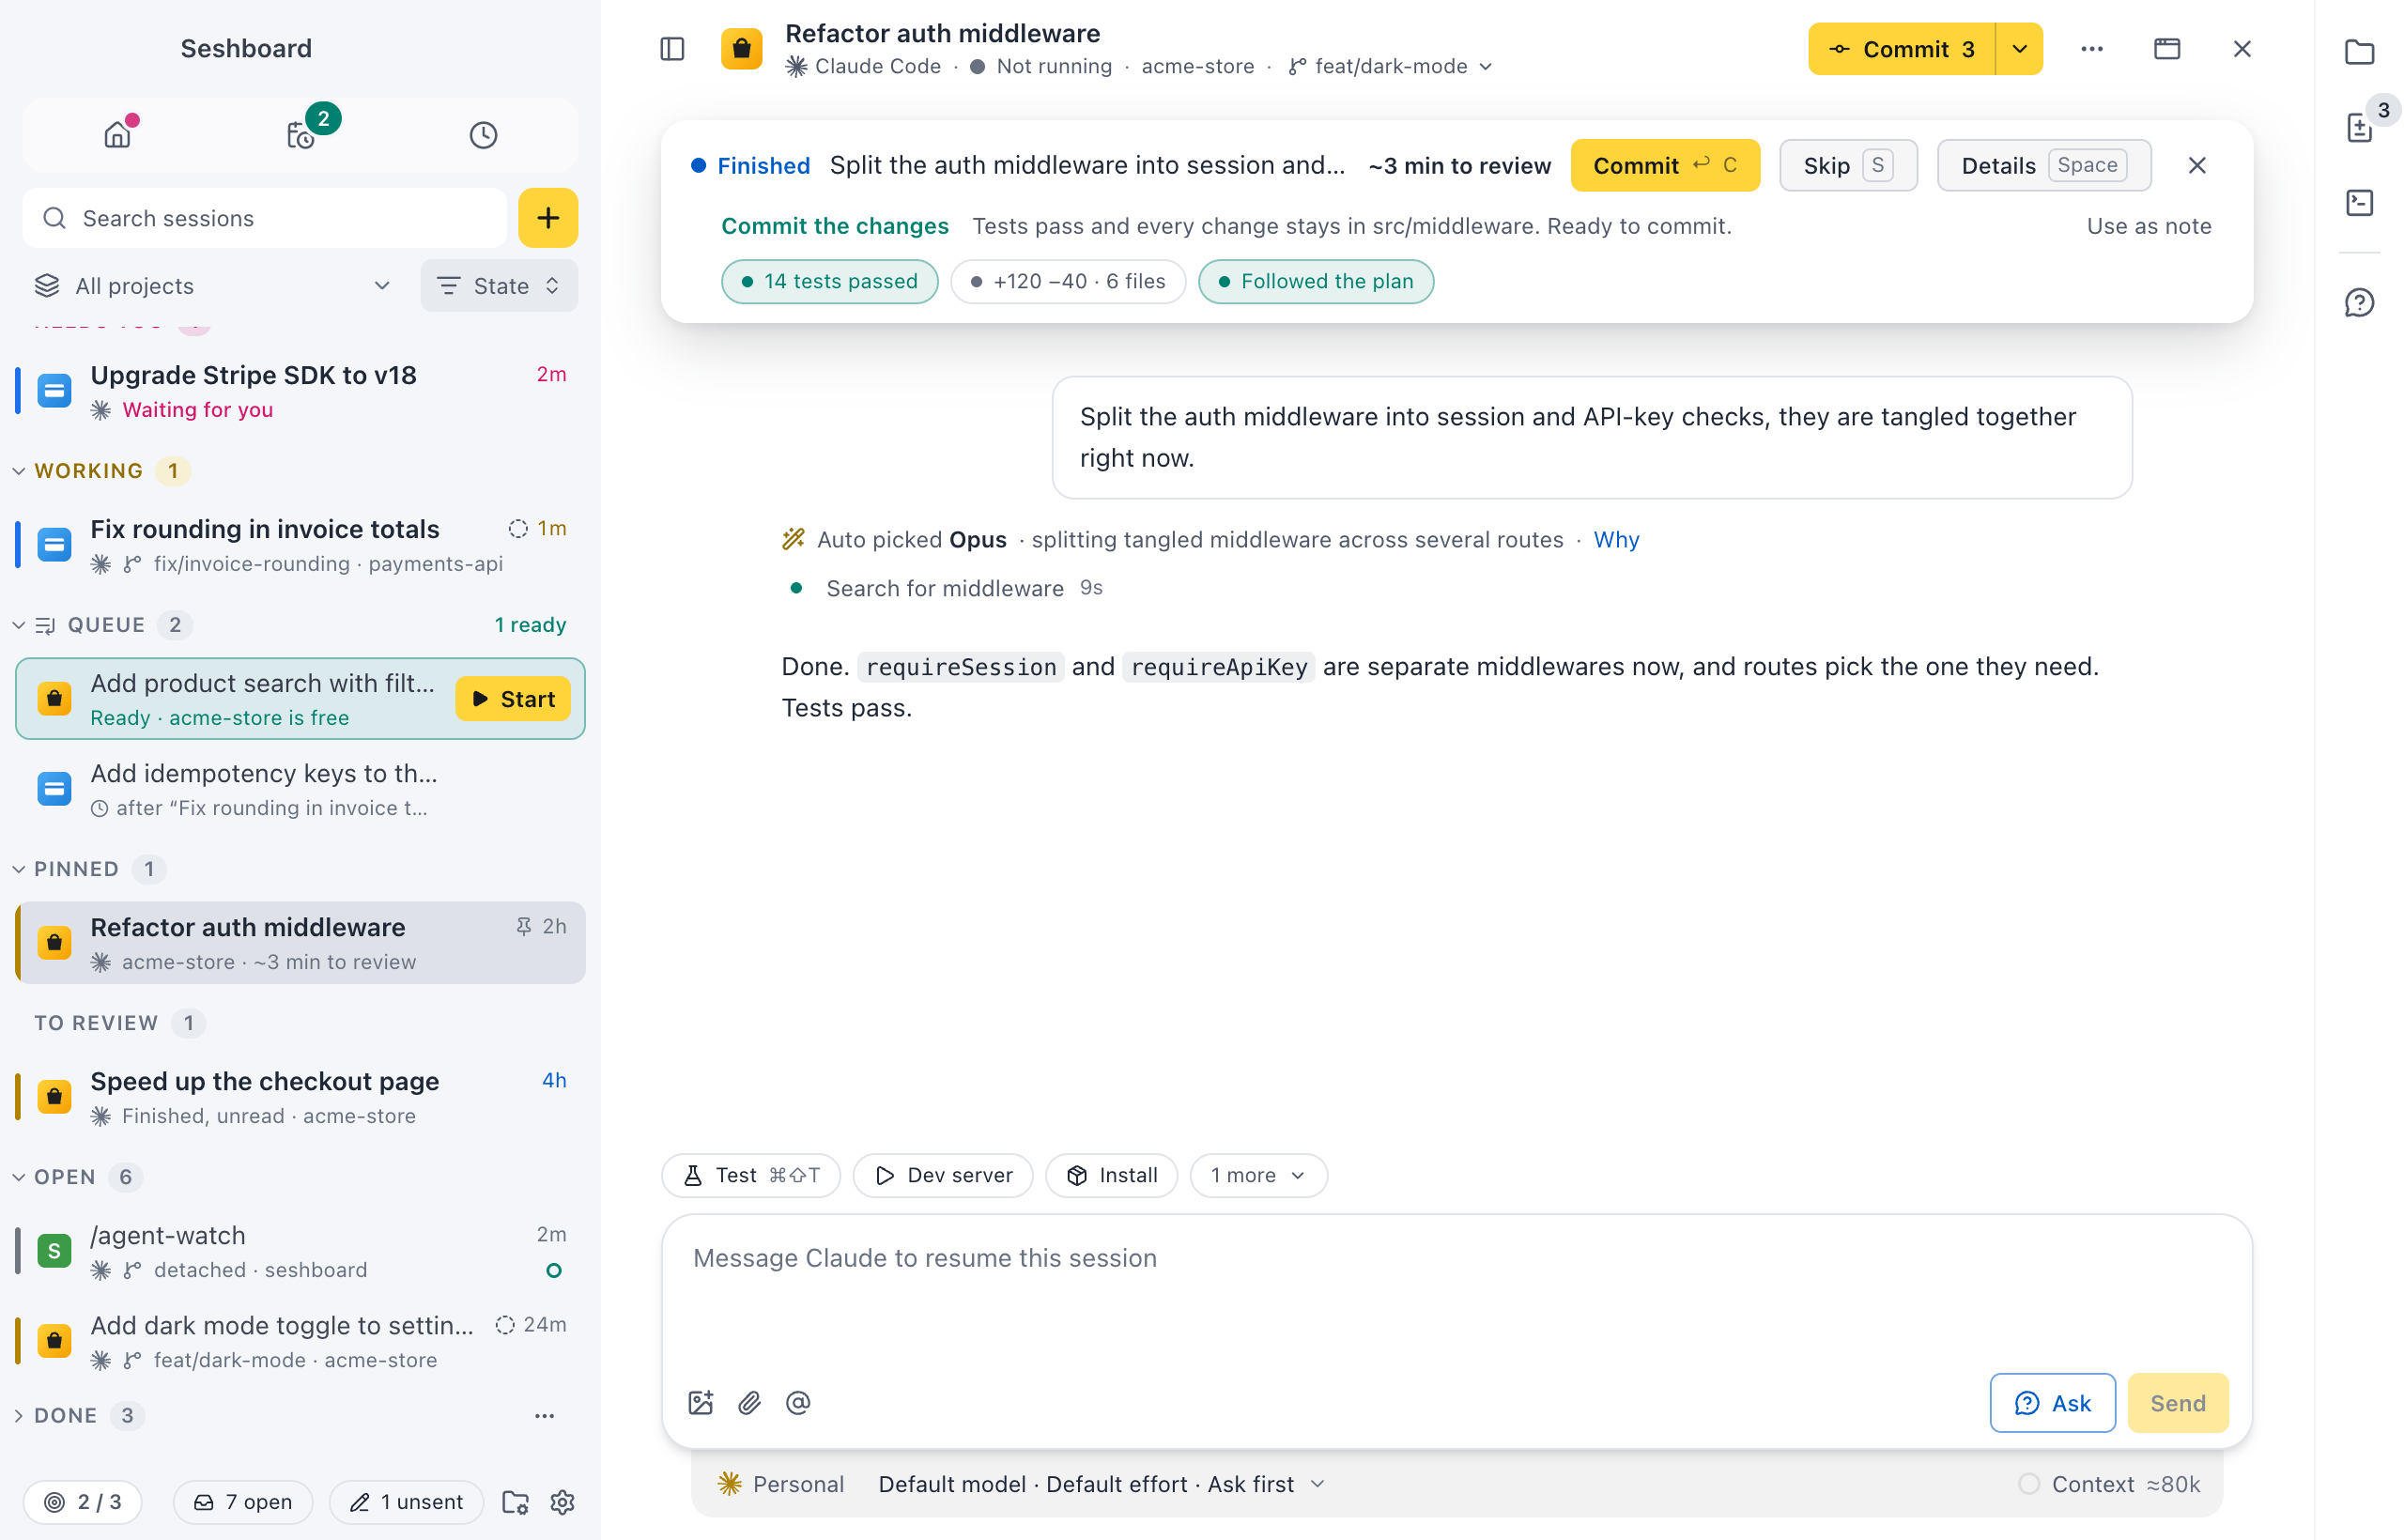 Seshboard
2
Search sessions
All projects
State
Upgrade Stripe SDK to v18
2m
Waiting for you
WORKING 1
Fix rounding in invoice totals
1m
fix/invoice-rounding · payments-api
QUEUE 2
1 ready
Add product search with filt...
Start
Ready · acme-store is free
Add idempotency keys to th...
after “Fix rounding in invoice t...
PINNED 1
Refactor auth middleware
2h
acme-store · ~3 min to review
TO REVIEW 1
Speed up the checkout page
4h
Finished, unread · acme-store
OPEN 6
S
/agent-watch
2m
detached · seshboard
Add dark mode toggle to settin...
24m
feat/dark-mode · acme-store
DONE 3
2 / 3
7 open
1 unsent
Refactor auth middleware
Claude Code · Not running · acme-store · feat/dark-mode
Commit 3
Finished Split the auth middleware into session and... ~3 min to review
Commit C
Skip S
Details Space
Commit the changes Tests pass and every change stays in src/middleware. Ready to commit.
Use as note
14 tests passed
+120 −40 · 6 files
Followed the plan
Split the auth middleware into session and API-key checks, they are tangled together
right now.
Auto picked Opus · splitting tangled middleware across several routes · Why
Search for middleware 9s
Done. requireSession and requireApiKey are separate middlewares now, and routes pick the one they need.
Tests pass.
Test ⌘⇧T
Dev server
Install
1 more
Message Claude to resume this session
Ask
Send
Personal Default model · Default effort · Ask first
Context ≈80k
3